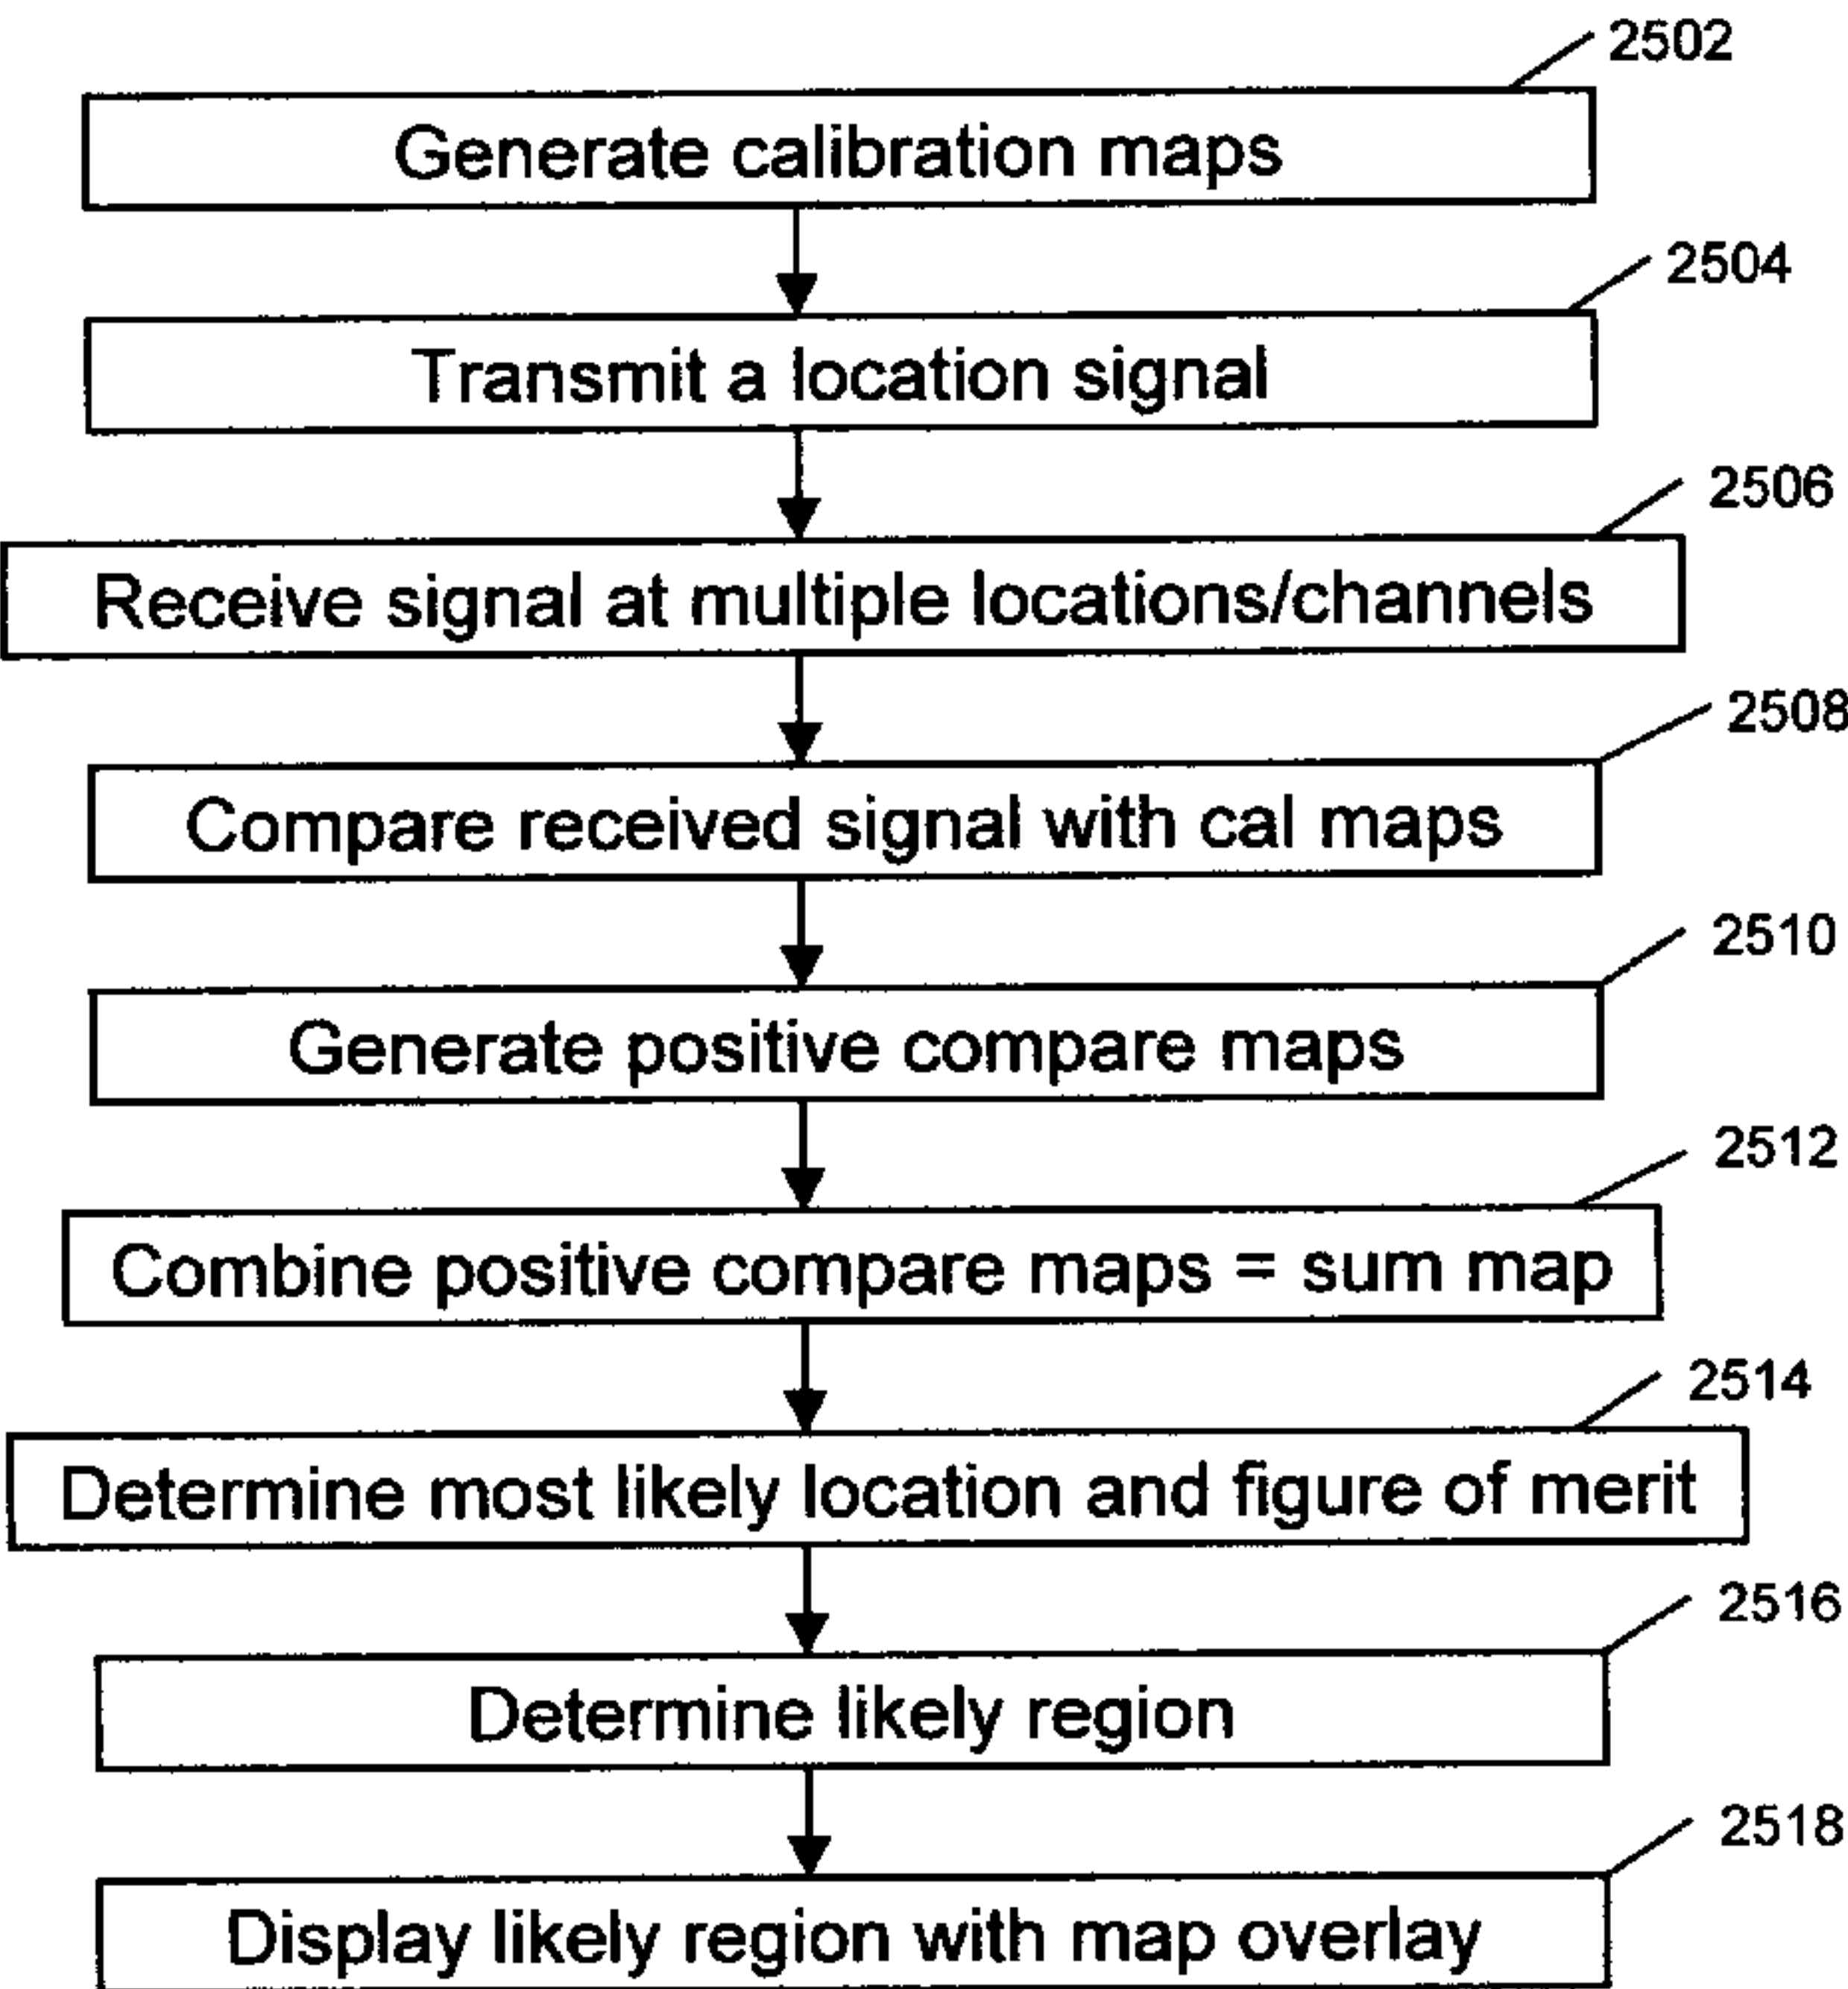 2502
Generate calibration maps
2504
Transmit a location signal
2506
Receive signal at multiple locations/channels
2508
Compare received signal with cal maps
2510
Generate positive compare maps
2512
Combine positive compare maps = sum map
2514
Determine most likely location and figure of merit
2516
Determine likely region
2518
Display likely region with map overlay